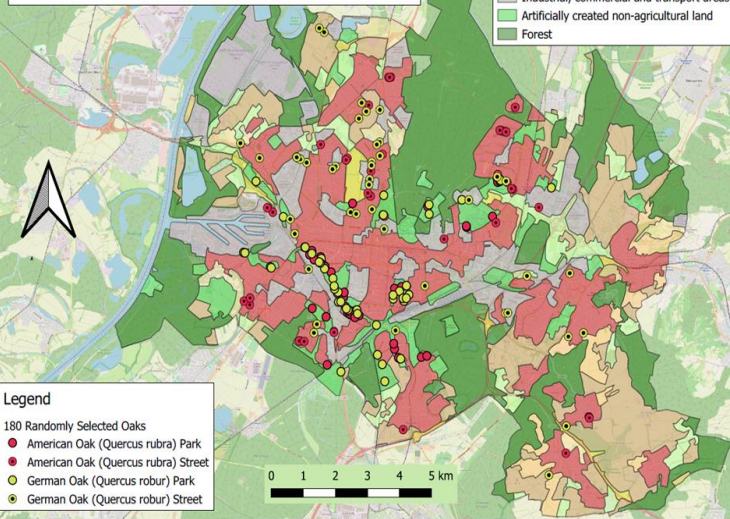 Industrial, commercial and transport areas
Artificially created non-agricultural land
Forest
Legend
180 Randomly Selected Oaks
American Oak (Quercus rubra) Park
American Oak (Quercus rubra) Street
German Oak (Quercus robur) Park
German Oak (Quercus robur) Street
0 1 2 3 4 5 km